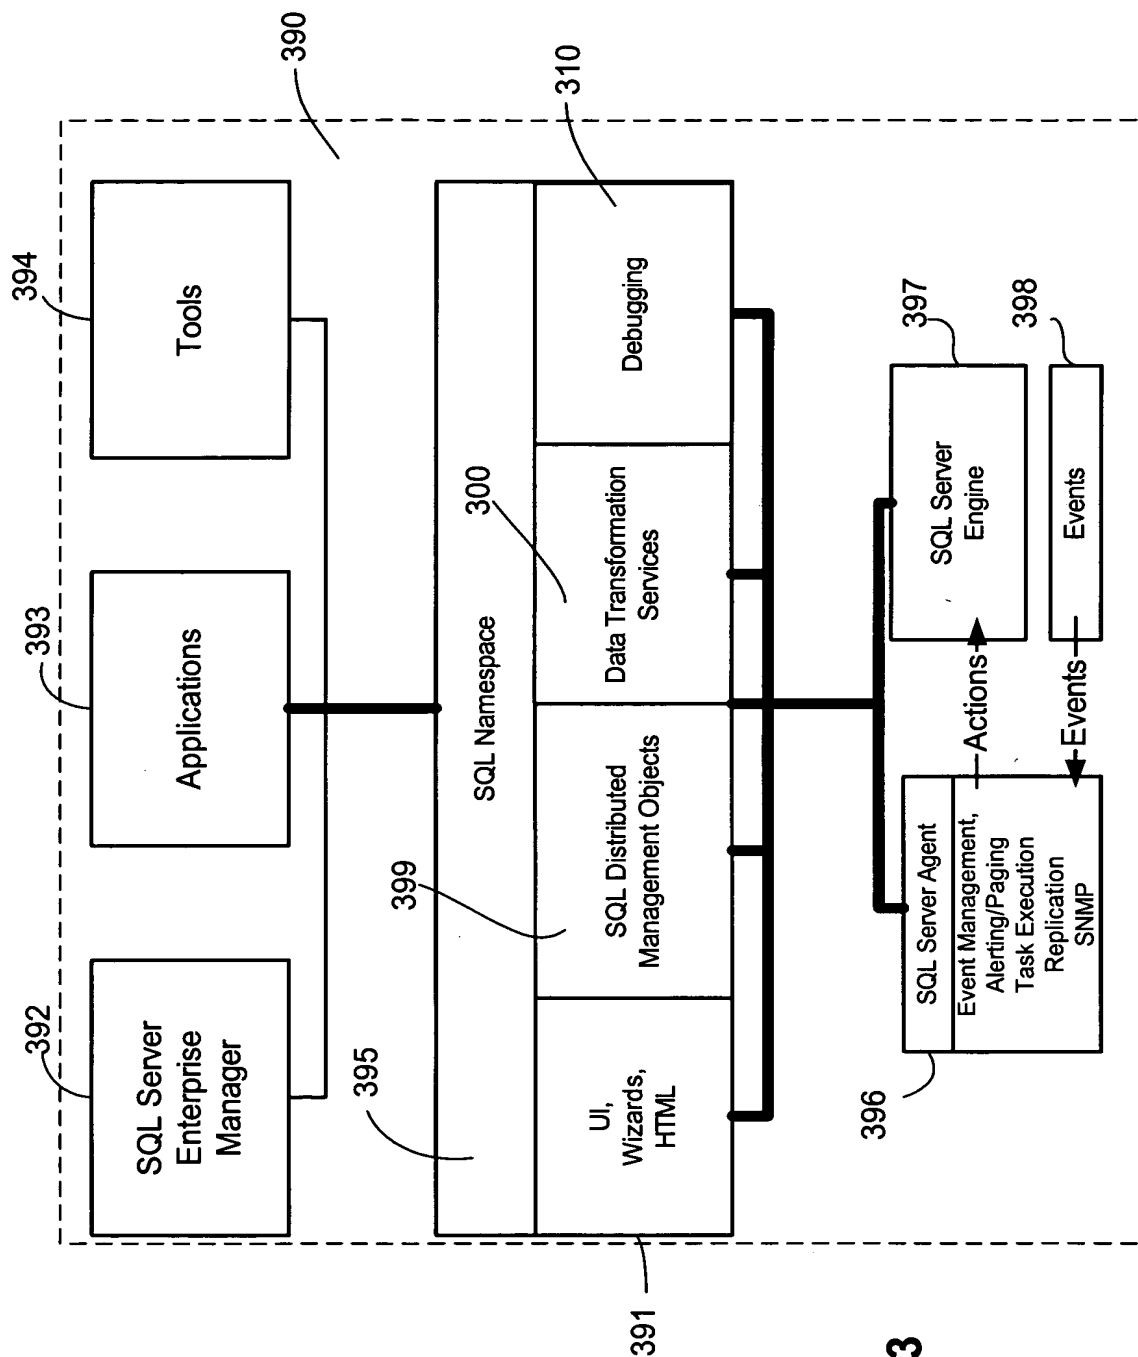 390
392
393
394
SQL Server
Enterprise
Manager
Applications
Tools
395
SQL Namespace
399
300
310
UI,
Wizards,
HTML
SQL Distributed
Management Objects
Data Transformation
Services
Debugging
391
396
SQL Server Agent
Event Management,
Alerting/Paging
Task Execution
Replication
SNMP
Actions
Events
SQL Server
Engine
397
Events
398
3